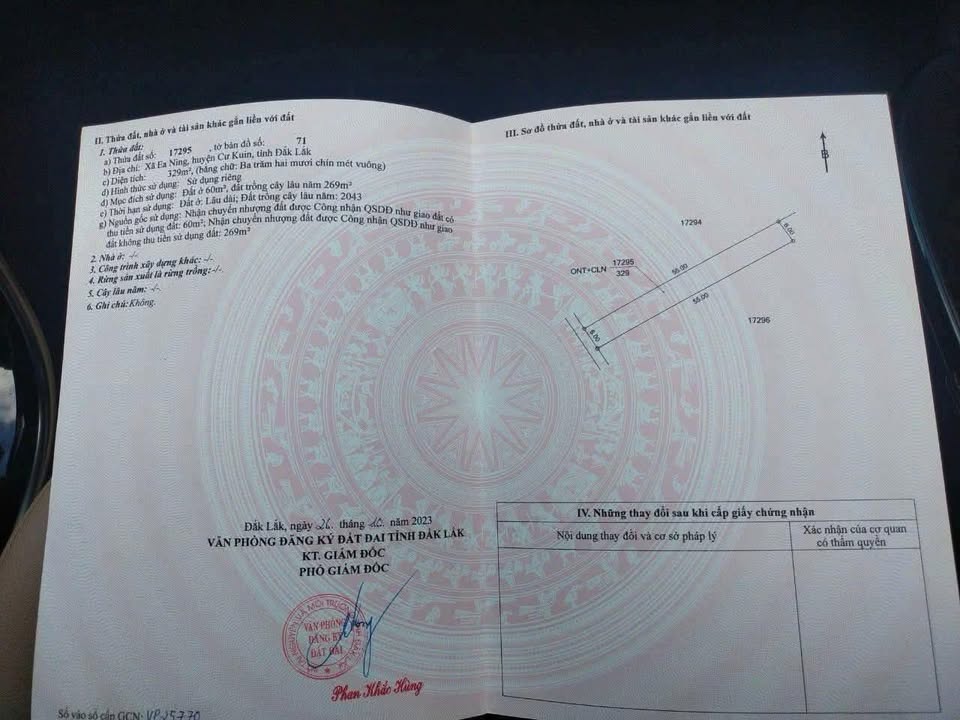 II. Thửa đất, nhà ở và tài sản khác gắn liền với đất
1. Thửa đất:
a) Thửa đất số: 17295 , tờ bản đồ số: 71
b) Địa chỉ: Xã Ea Ning, huyện Cư Kuin, tỉnh Đắk Lắk
c) Diện tích: 329m², (bằng chữ: Ba trăm hai mươi chín mét vuông)
d) Hình thức sử dụng: Sử dụng riêng
đ) Mục đích sử dụng: Đất ở 60m², đất trồng cây lâu năm 269m²
e) Thời hạn sử dụng: Đất ở: Lâu dài; Đất trồng cây lâu năm: 2043
g) Nguồn gốc sử dụng: Nhận chuyển nhượng đất được Công nhận QSDĐ như giao đất có
thu tiền sử dụng đất: 60m²; Nhận chuyển nhượng đất được Công nhận QSDĐ như giao
đất không thu tiền sử dụng đất: 269m²
2. Nhà ở: -/-
3. Công trình xây dựng khác: -/-
4. Rừng sản xuất là rừng trồng:-/-
5. Cây lâu năm: -/-
6. Ghi chú:Không.
Đắk Lắk, ngày 26 tháng 10 năm 2023
VĂN PHÒNG ĐĂNG KÝ ĐẤT ĐAI TỈNH ĐẮK LẮK
KT. GIÁM ĐỐC
PHÓ GIÁM ĐỐC
VĂN PHÒNG
ĐĂNG KÝ
ĐẤT ĐAI
Phan Khắc Hùng
Số vào sổ cấp GCN: VP 25770
III. Sơ đồ thửa đất, nhà ở và tài sản khác gắn liền với đất
B
17294
6.00
ONT+CLN 17295
329
55.00
55.00
6.00
17296
IV. Những thay đổi sau khi cấp giấy chứng nhận
Nội dung thay đổi và cơ sở pháp lý
Xác nhận của cơ quan
có thẩm quyền